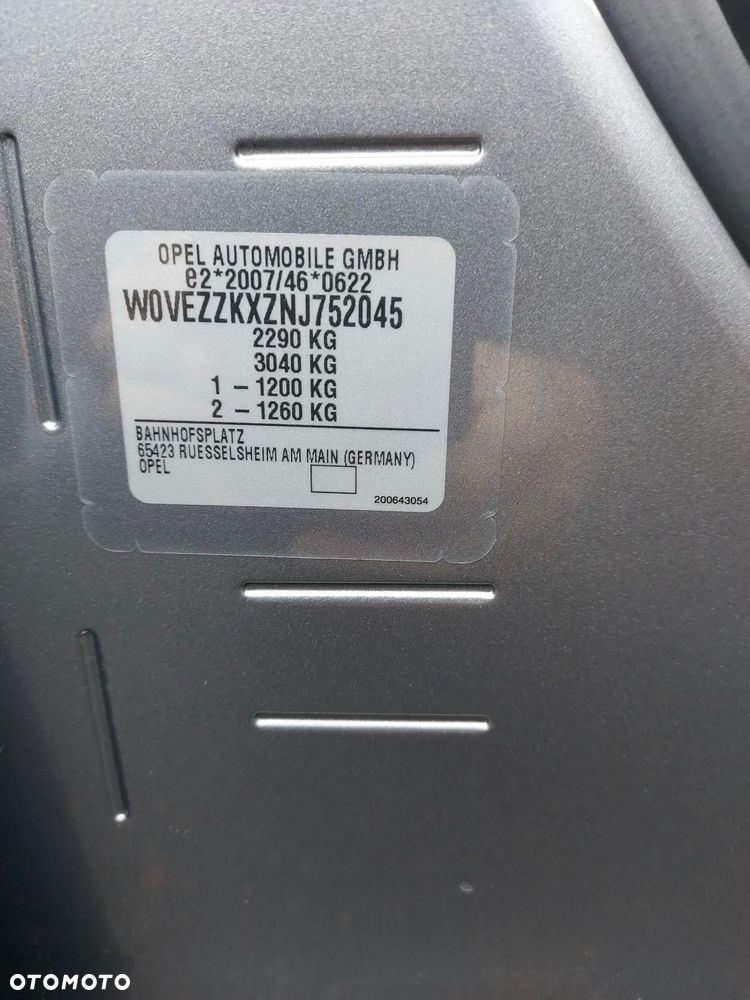 OPEL AUTOMOBILE GMBH
e2*2007/46*0622
W0VEZZKXZNJ752045
2290 KG
3040 KG
1 - 1200 KG
2 - 1260 KG
BAHNHOFSPLATZ
65423 RUESSELSHEIM AM MAIN (GERMANY)
OPEL
200643054
OTOMOTO